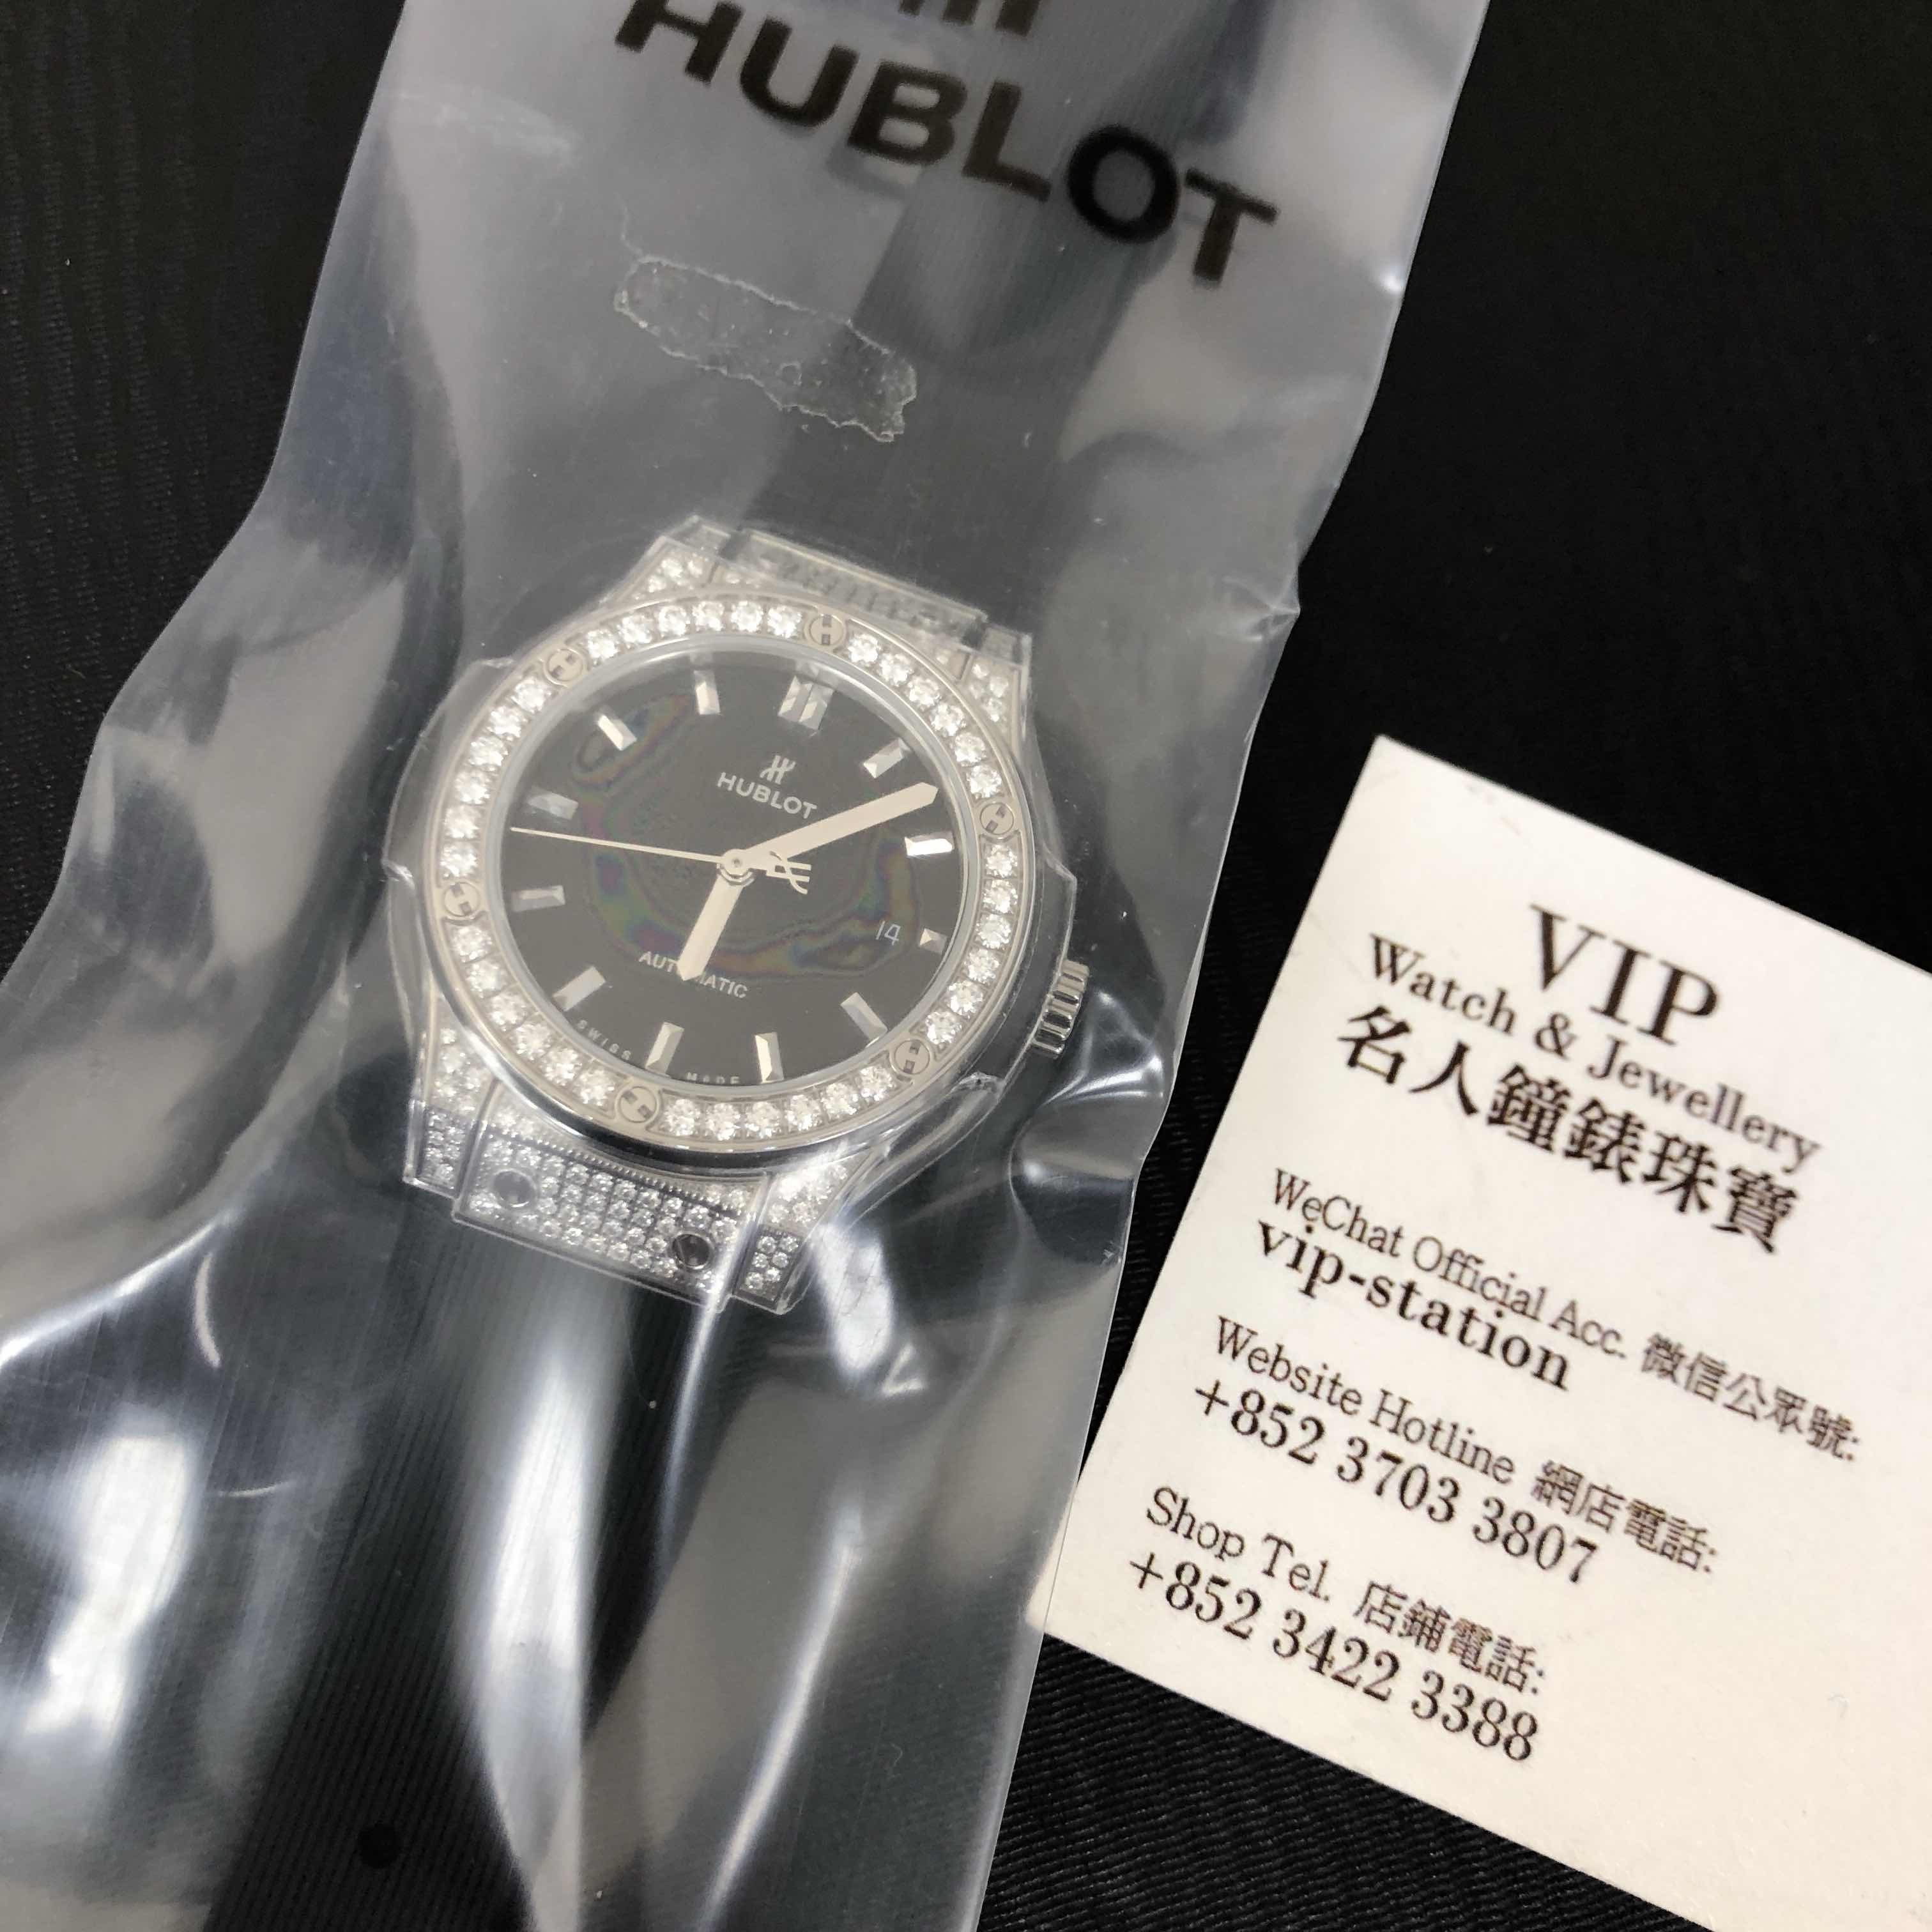 HUBLOT
HUBLOT
14
AUTOMATIC
SWISS MADE
VIP
Watch & Jewellery
名人鐘錶珠寶
WeChat Official Acc. 微信公眾號:
vip-station
Website Hotline 網店電話:
+852 3703 3807
Shop Tel. 店鋪電話:
+852 3422 3388